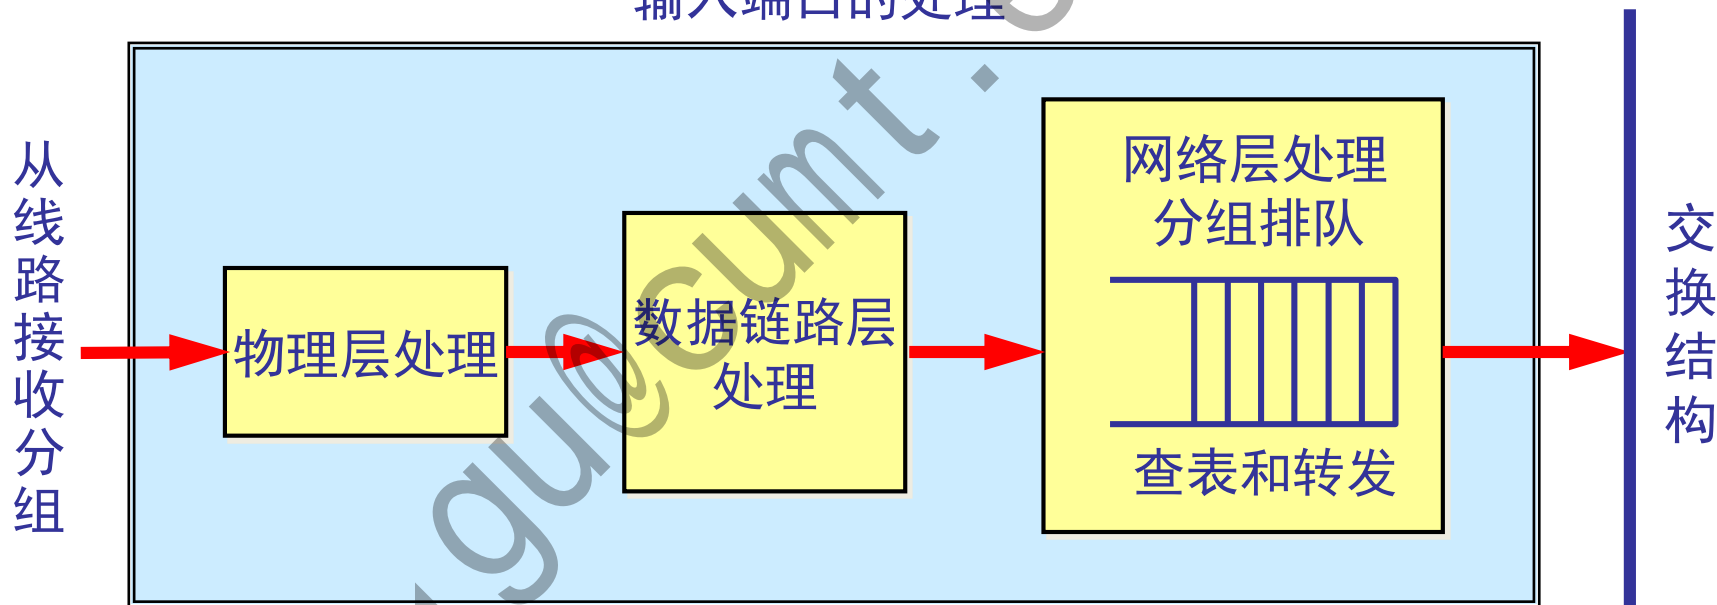 输入端口的处理
从线路接收分组
物理层处理
数据链路层
处理
网络层处理
分组排队
查表和转发
交换结构
gu@cumt.